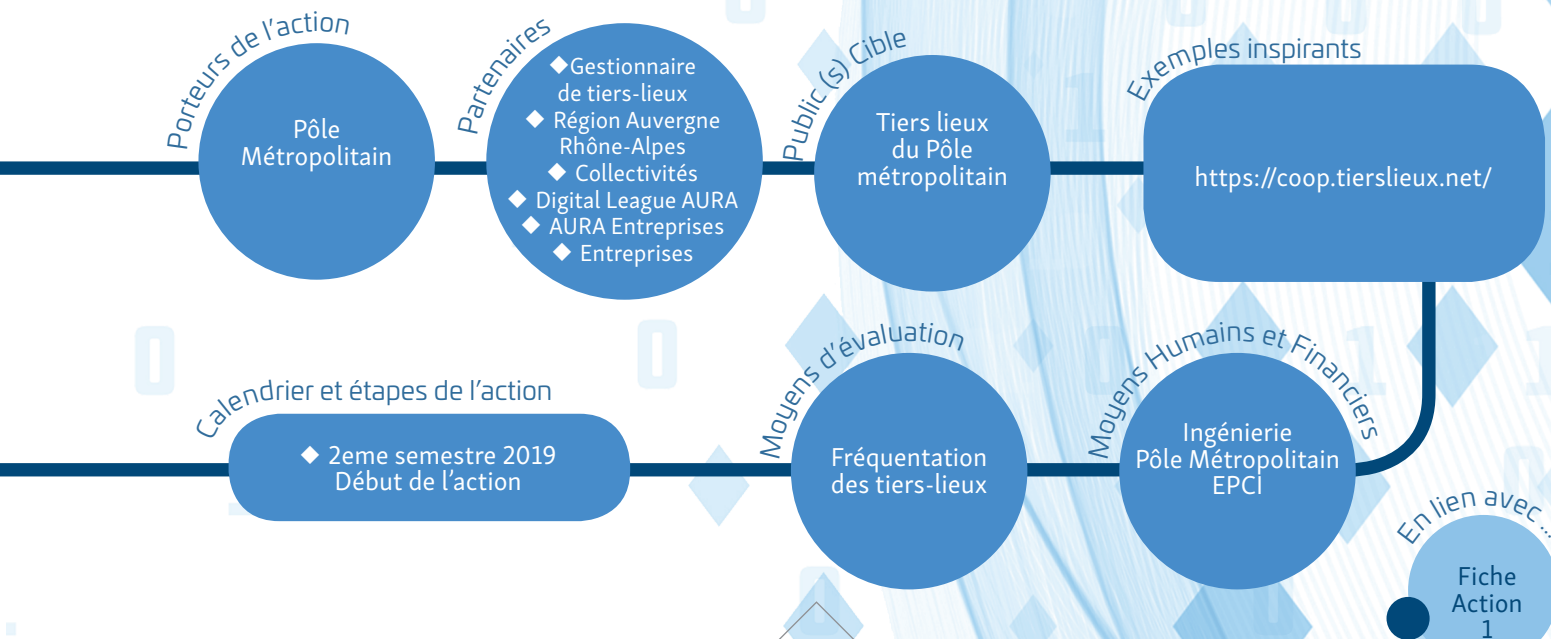 Porteurs de l'action
Pôle
Métropolitain
Partenaires
◆Gestionnaire
de tiers-lieux
◆ Région Auvergne
Rhône-Alpes
◆ Collectivités
◆ Digital League AURA
◆ AURA Entreprises
◆ Entreprises
Public (s) Cible
Tiers lieux
du Pôle
métropolitain
Exemples inspirants
https://coop.tierslieux.net/
Calendrier et étapes de l'action
◆ 2eme semestre 2019
Début de l'action
Moyens d'évaluation
Fréquentation
des tiers-lieux
Moyens Humains et Financiers
Ingénierie
Pôle Métropolitain
EPCI
En lien avec ...
Fiche
Action
1